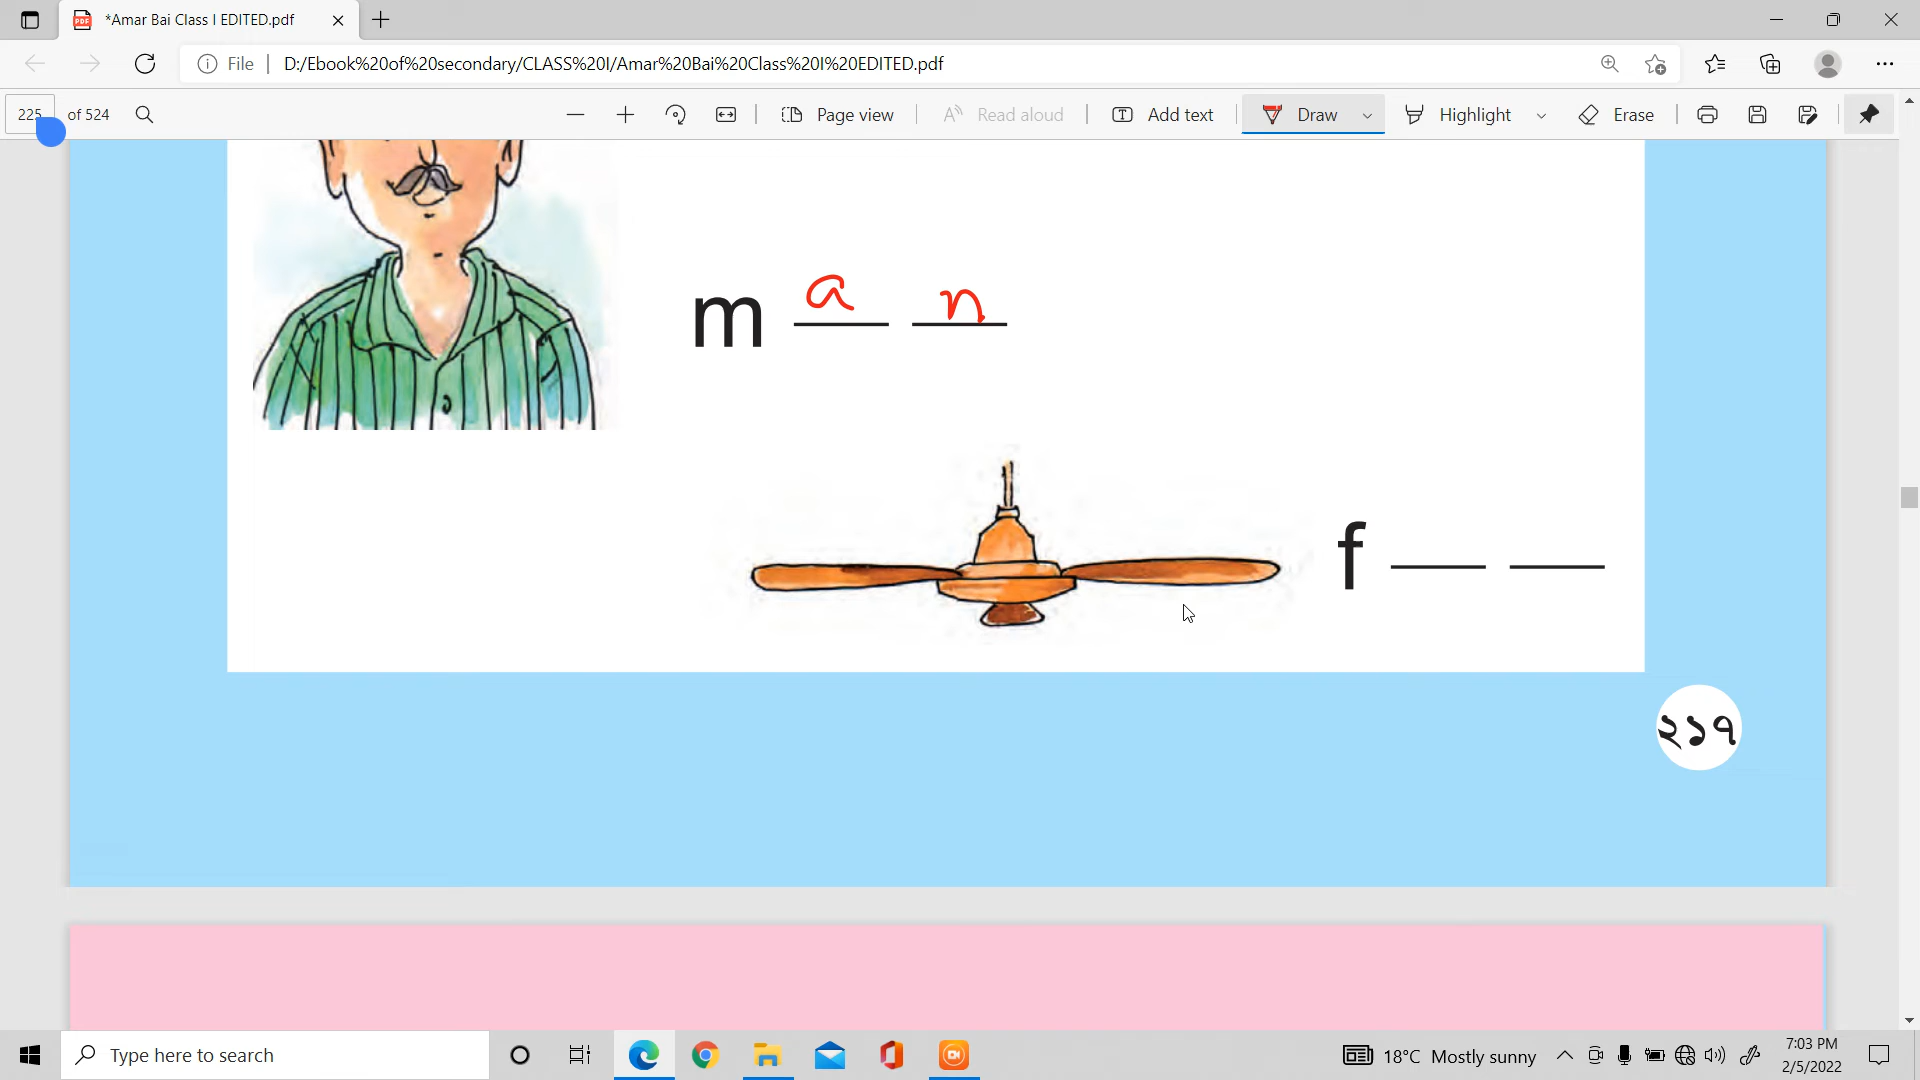 *Amar Bai Class I EDITED.pdf
File D:/Ebook%20of%20secondary/CLASS%20I/Amar%20Bai%20Class%20I%20EDITED.pdf
225 of 524 Page view Read aloud Add text Draw Highlight Erase
m a n
f __ __
২১৭
Type here to search 18°C Mostly sunny 7:03 PM
2/5/2022